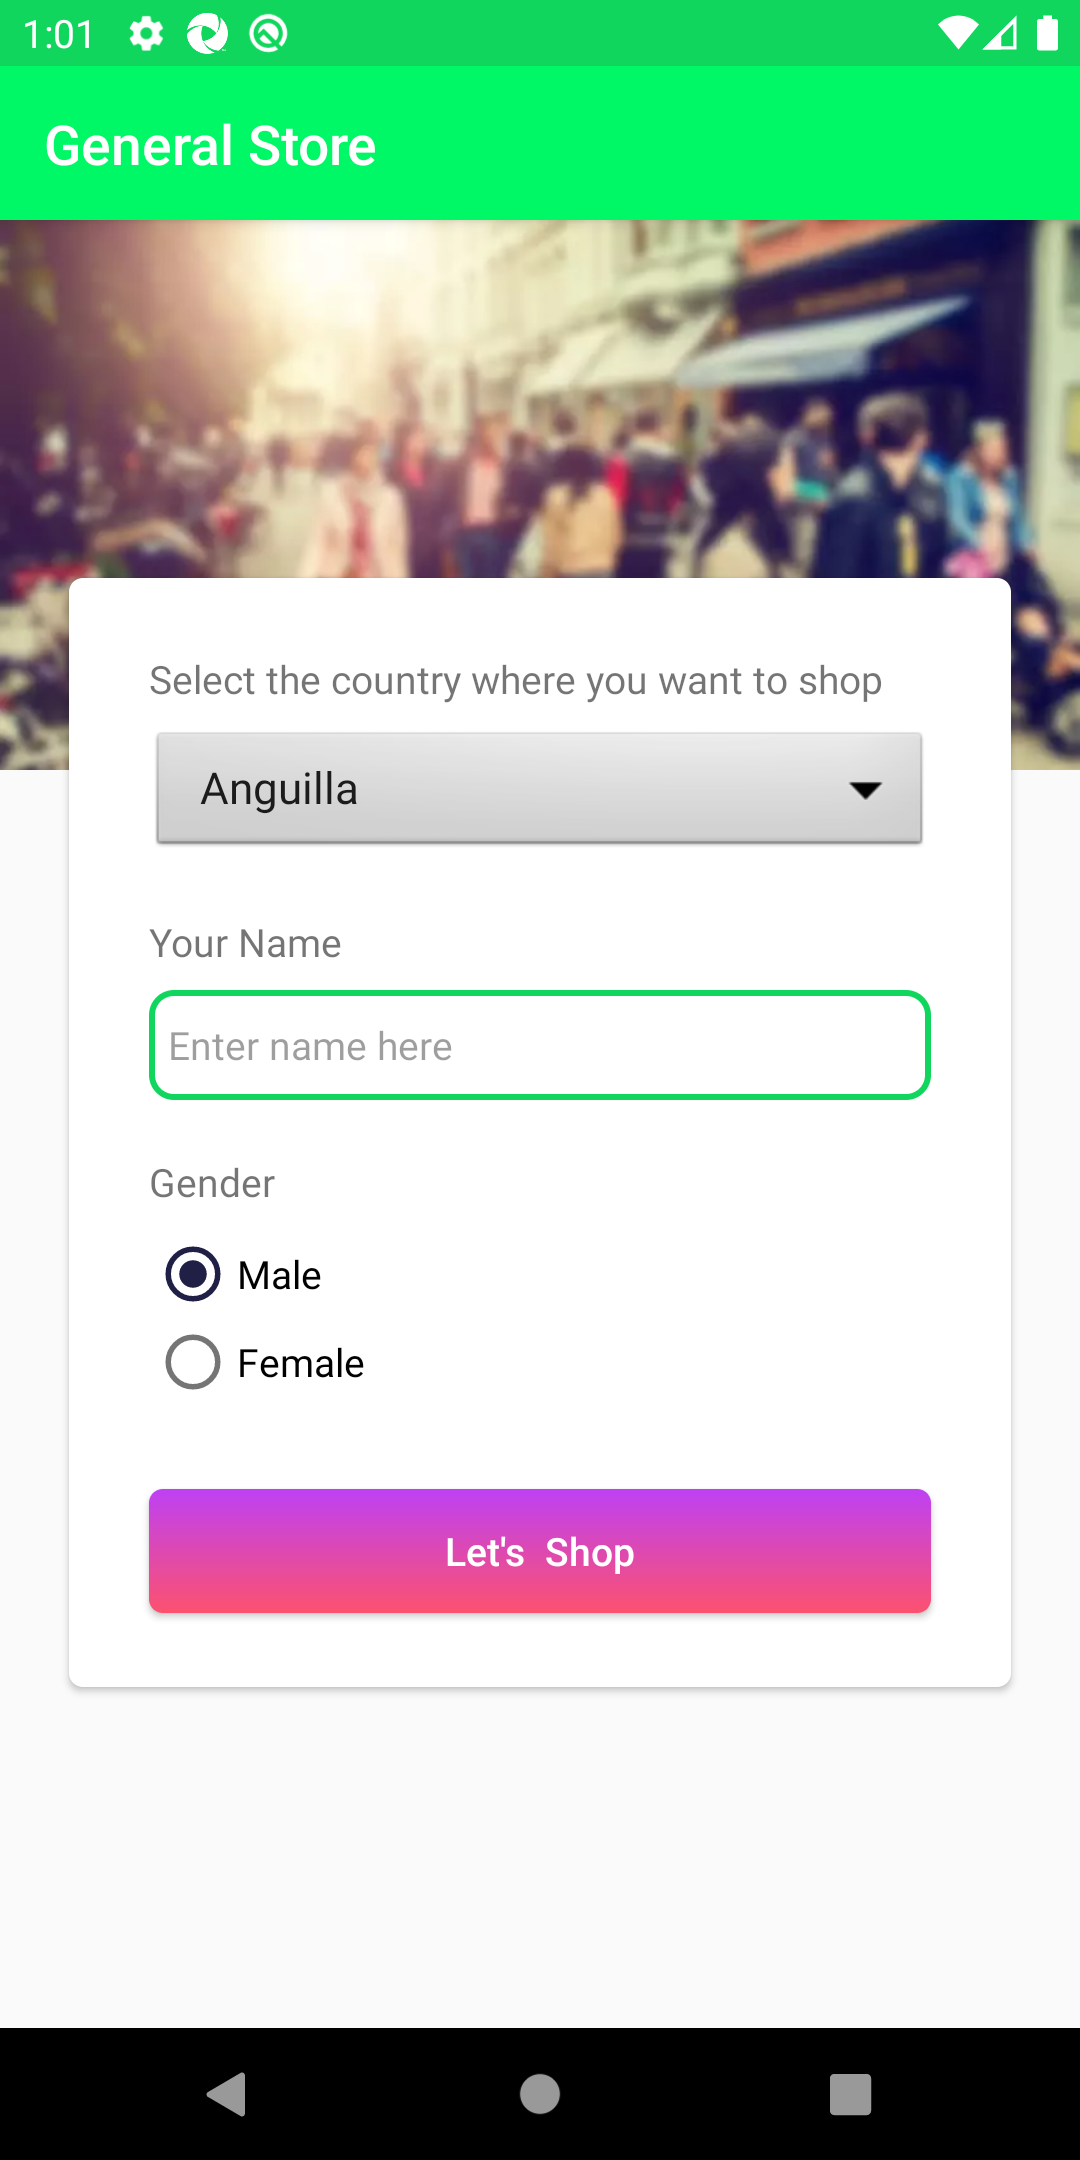 1:01
General Store
Select the country where you want to shop
Anguilla
Your Name
Enter name here
Gender
Male
Female
Let's Shop